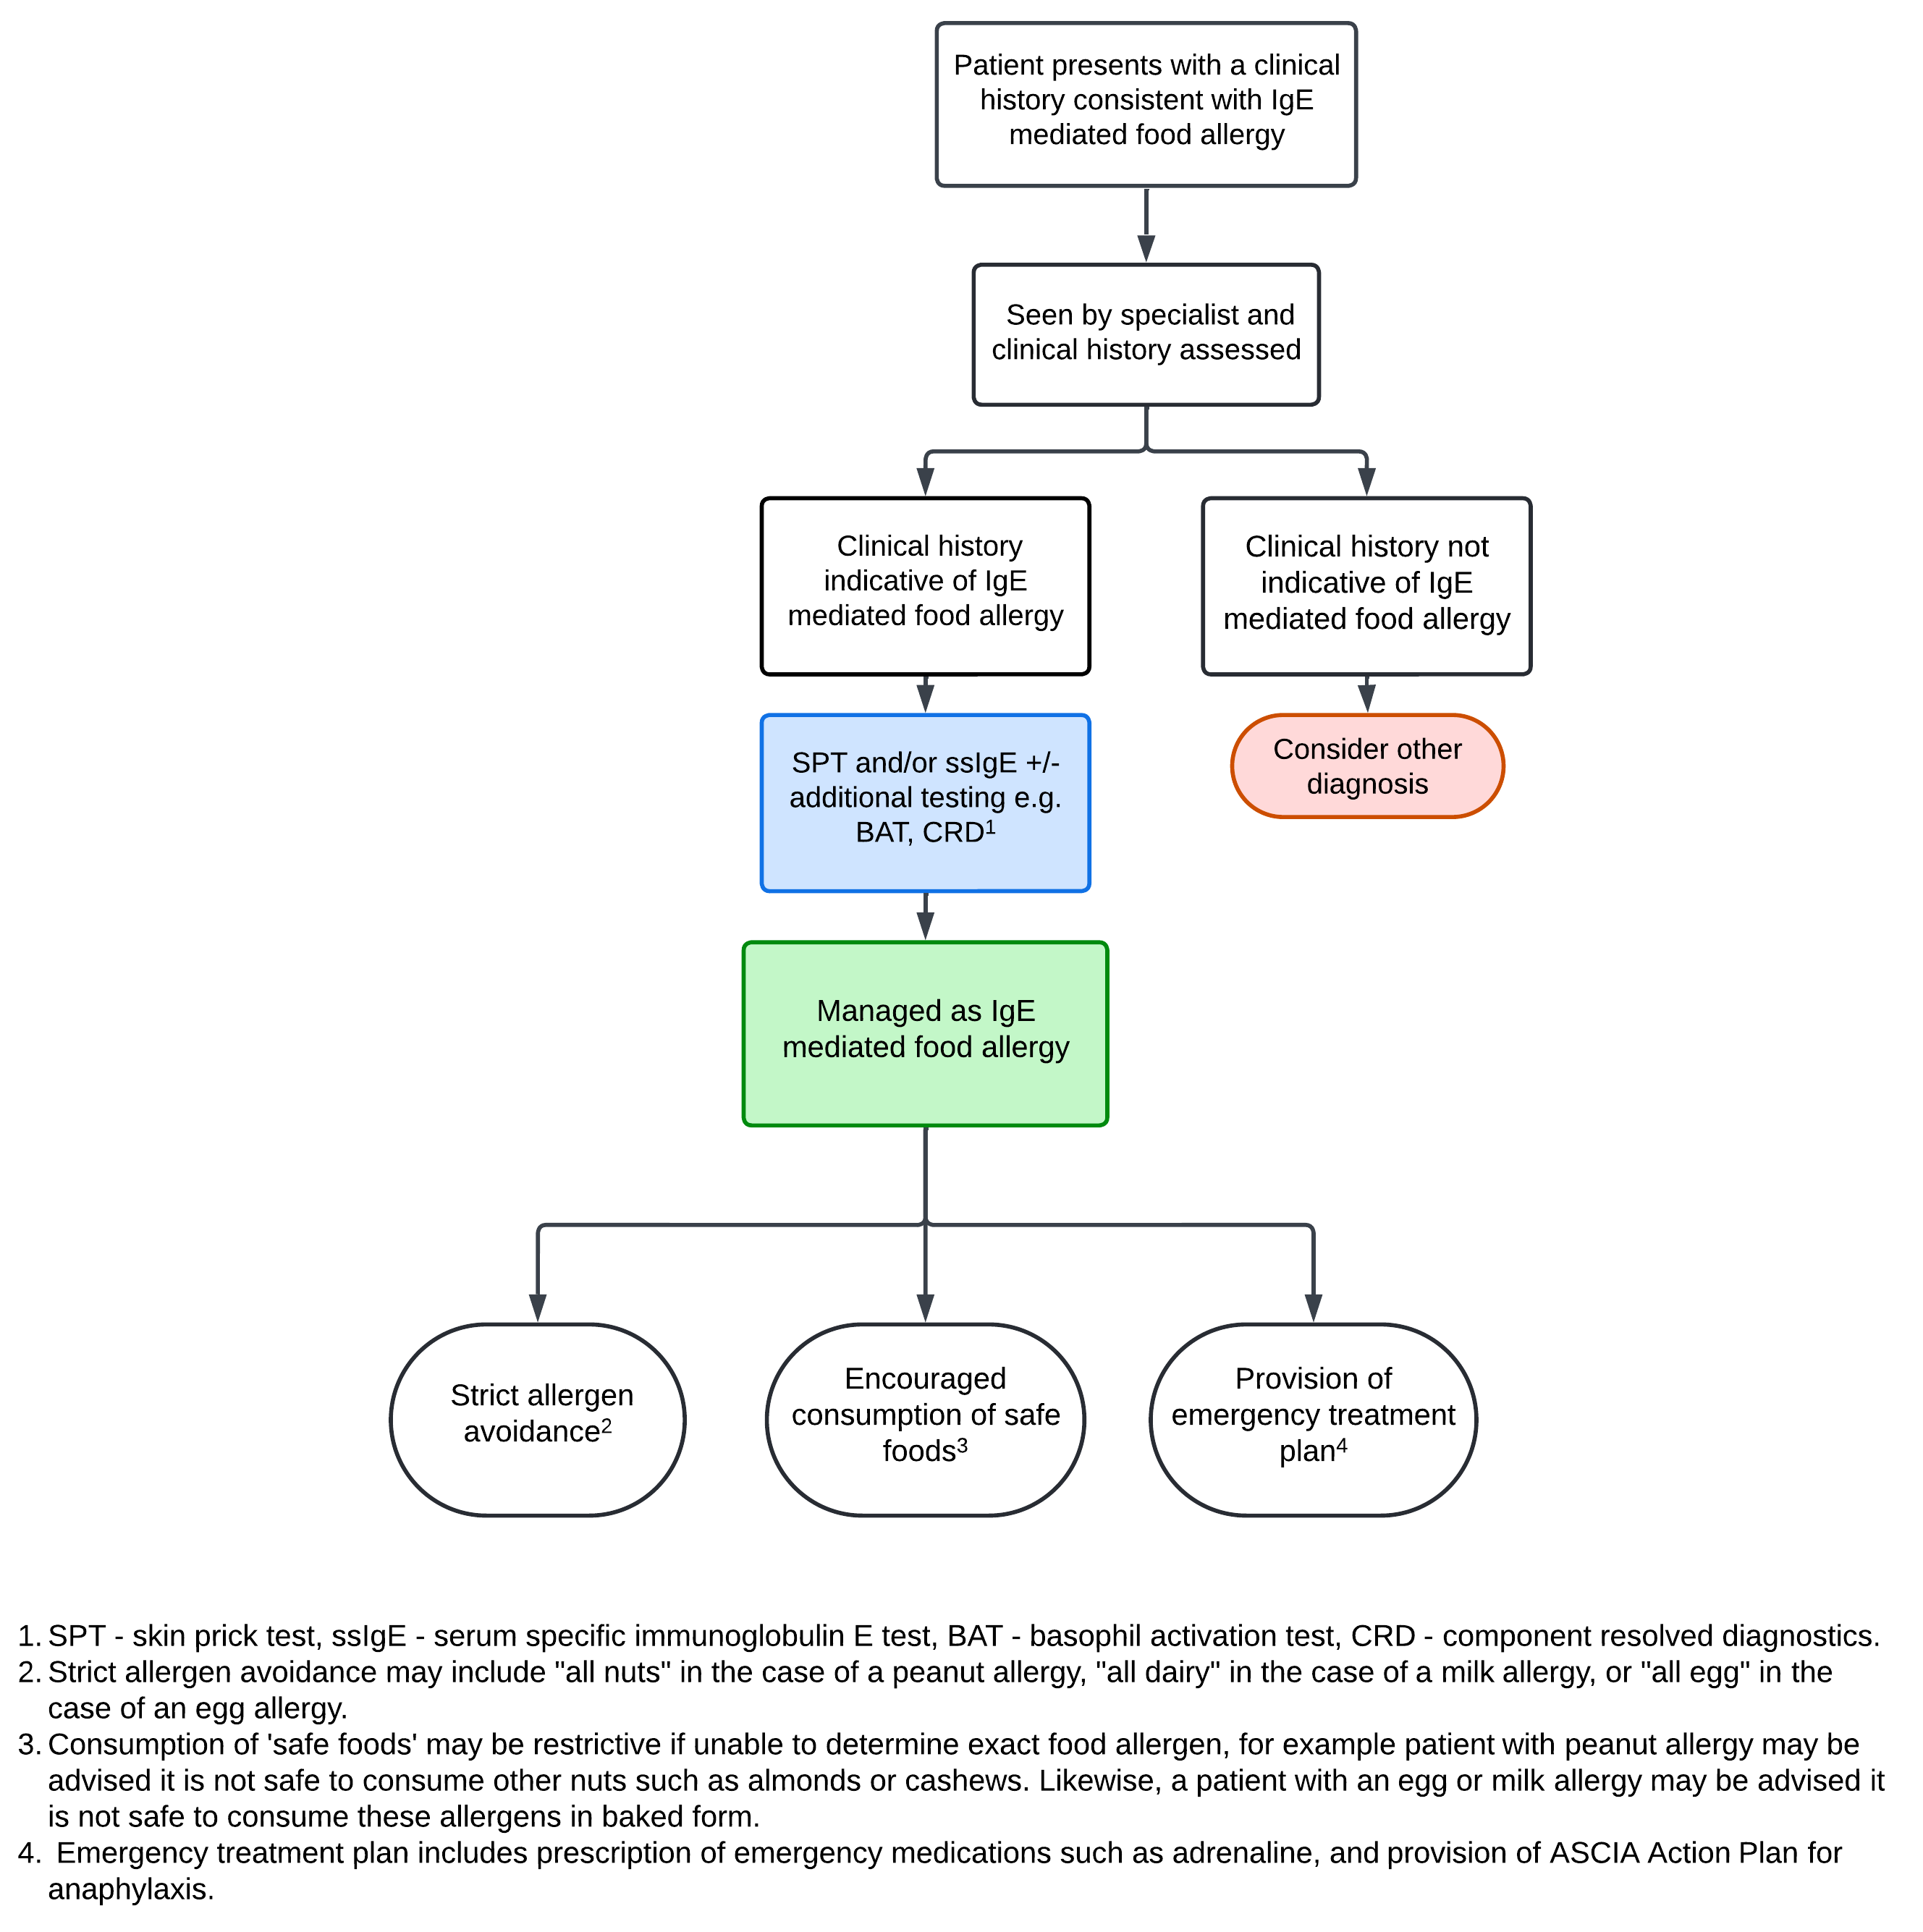 Patient presents with a clinical
history consistent with IgE
mediated food allergy
Seen by specialist and
clinical history assessed
Clinical history
indicative of IgE
mediated food allergy
Clinical history not
indicative of IgE
mediated food allergy
SPT and/or ssIgE +/-
additional testing e.g.
BAT, CRD¹
Consider other
diagnosis
Managed as IgE
mediated food allergy
Strict allergen
avoidance²
Encouraged
consumption of safe
foods³
Provision of
emergency treatment
plan⁴
1. SPT - skin prick test, ssIgE - serum specific immunoglobulin E test, BAT - basophil activation test, CRD - component resolved diagnostics.
2. Strict allergen avoidance may include "all nuts" in the case of a peanut allergy, "all dairy" in the case of a milk allergy, or "all egg" in the
case of an egg allergy.
3. Consumption of 'safe foods' may be restrictive if unable to determine exact food allergen, for example patient with peanut allergy may be
advised it is not safe to consume other nuts such as almonds or cashews. Likewise, a patient with an egg or milk allergy may be advised it
is not safe to consume these allergens in baked form.
4. Emergency treatment plan includes prescription of emergency medications such as adrenaline, and provision of ASCIA Action Plan for
anaphylaxis.